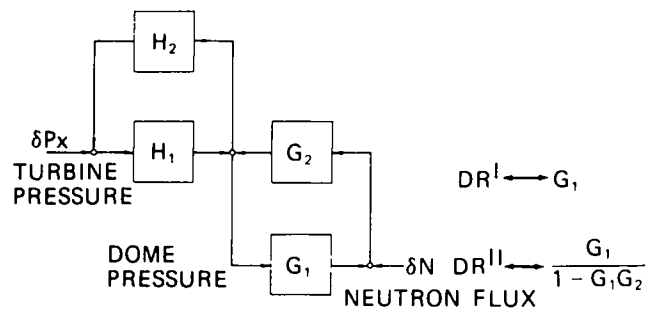 H₂
δPx
H₁
G₂
TURBINE
PRESSURE
DRᴵ ⟷ G₁
DOME
PRESSURE
G₁
δN
NEUTRON FLUX
DRᴵᴵ ⟷ G₁ / (1 - G₁G₂)